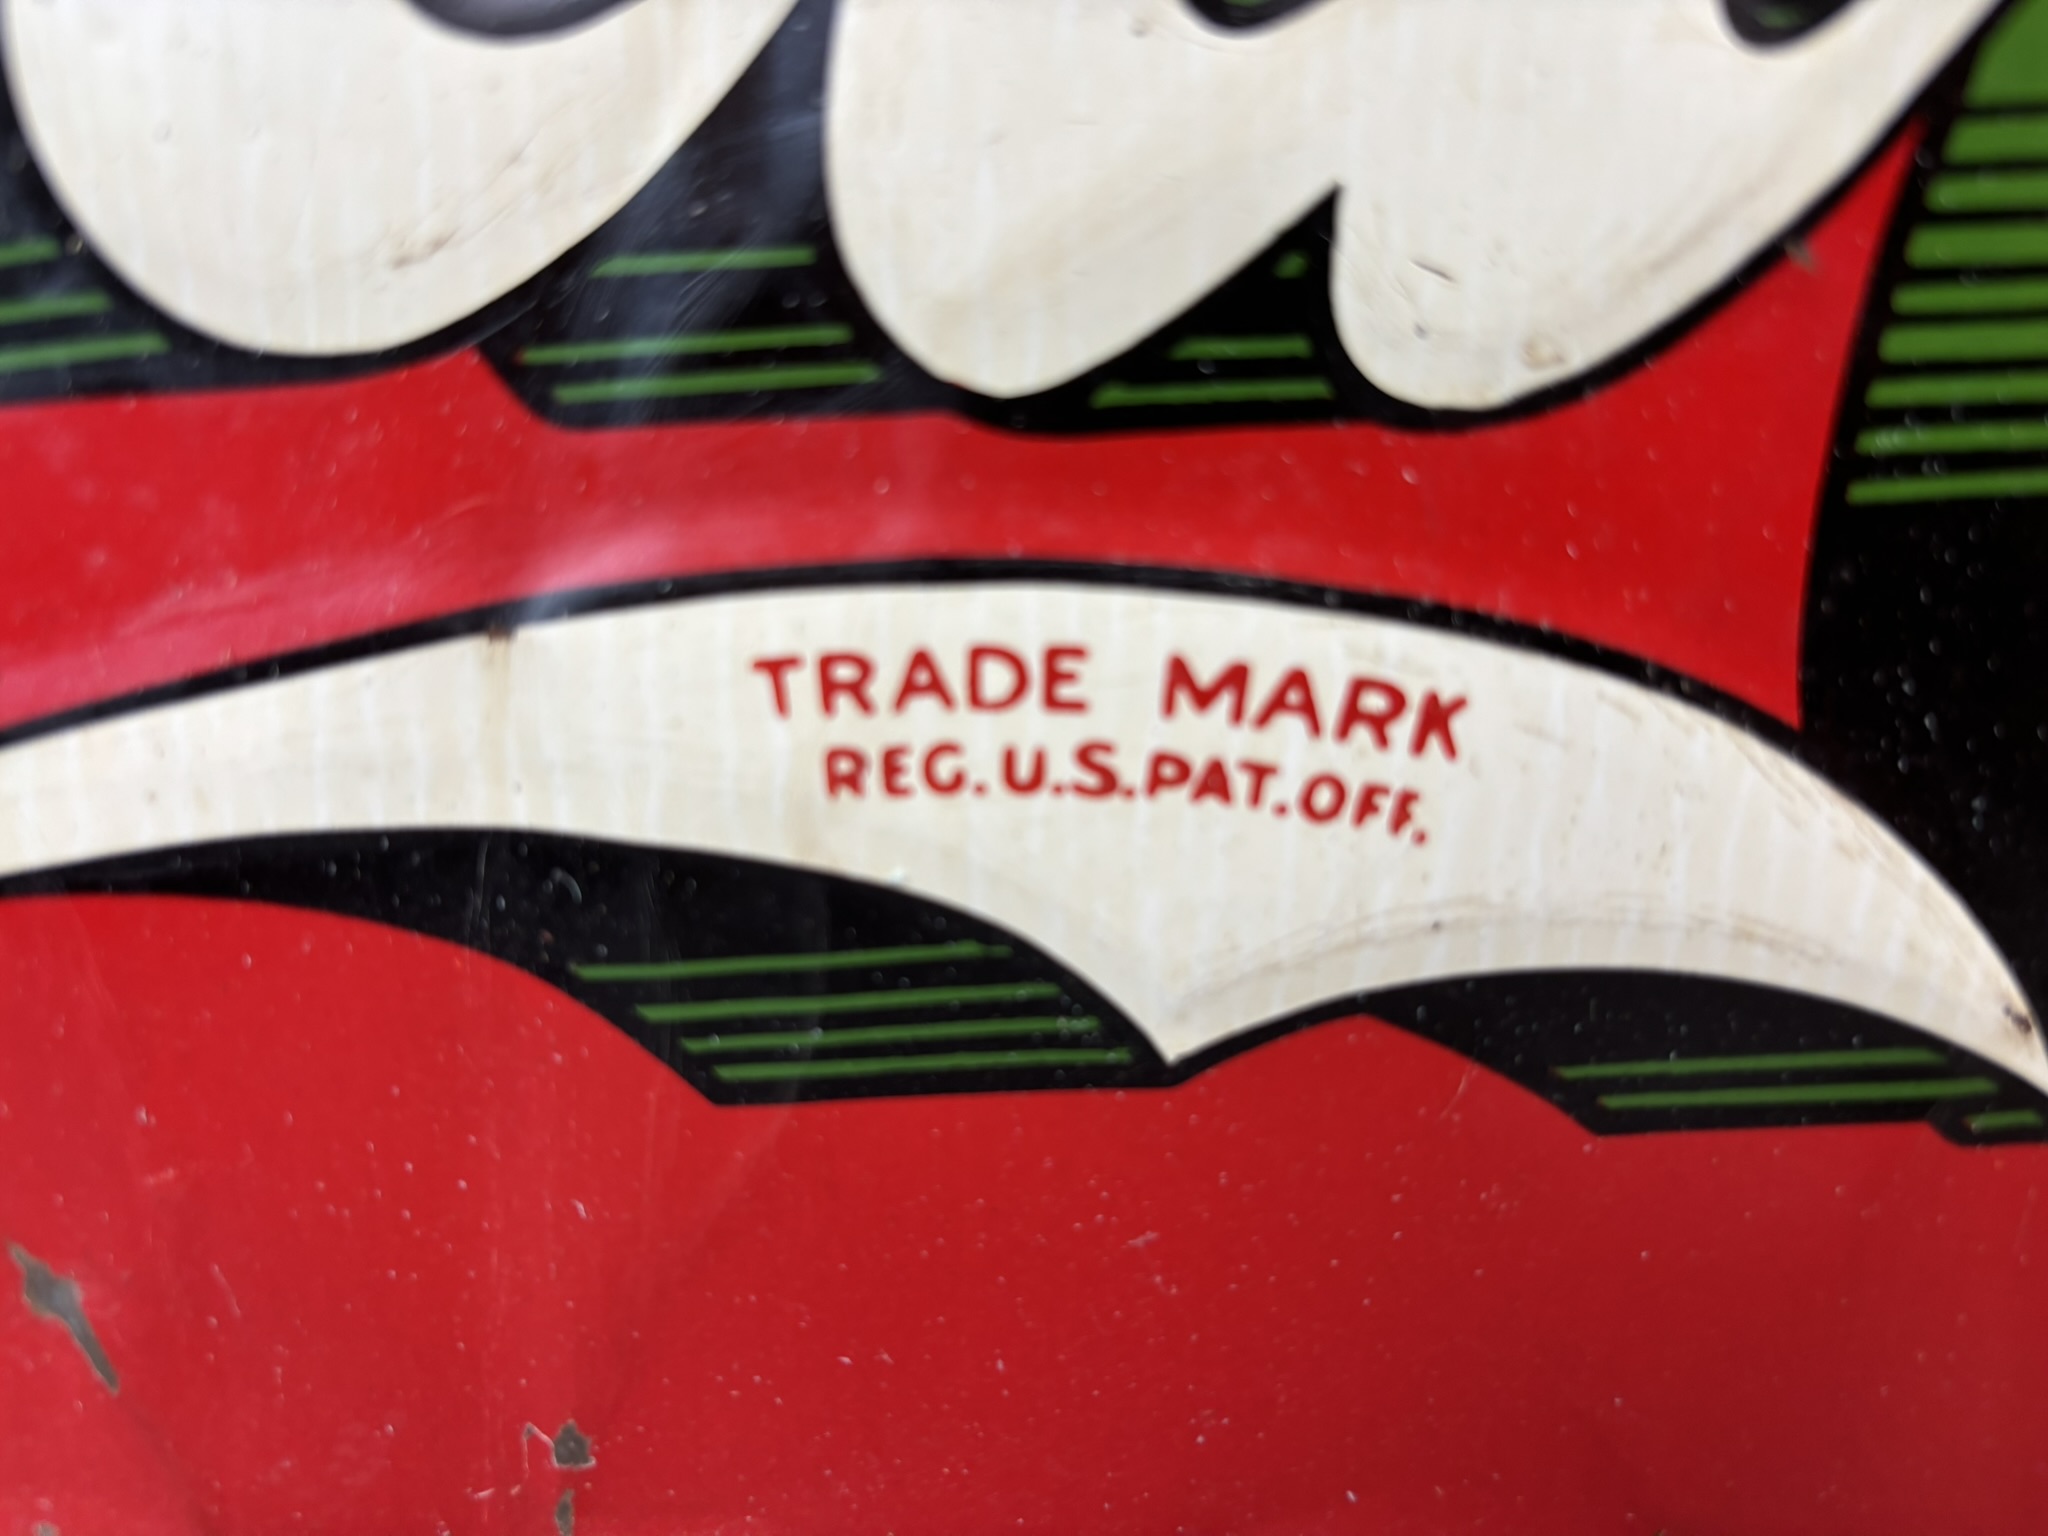 TRADE MARK
REG. U.S. PAT. OFF.